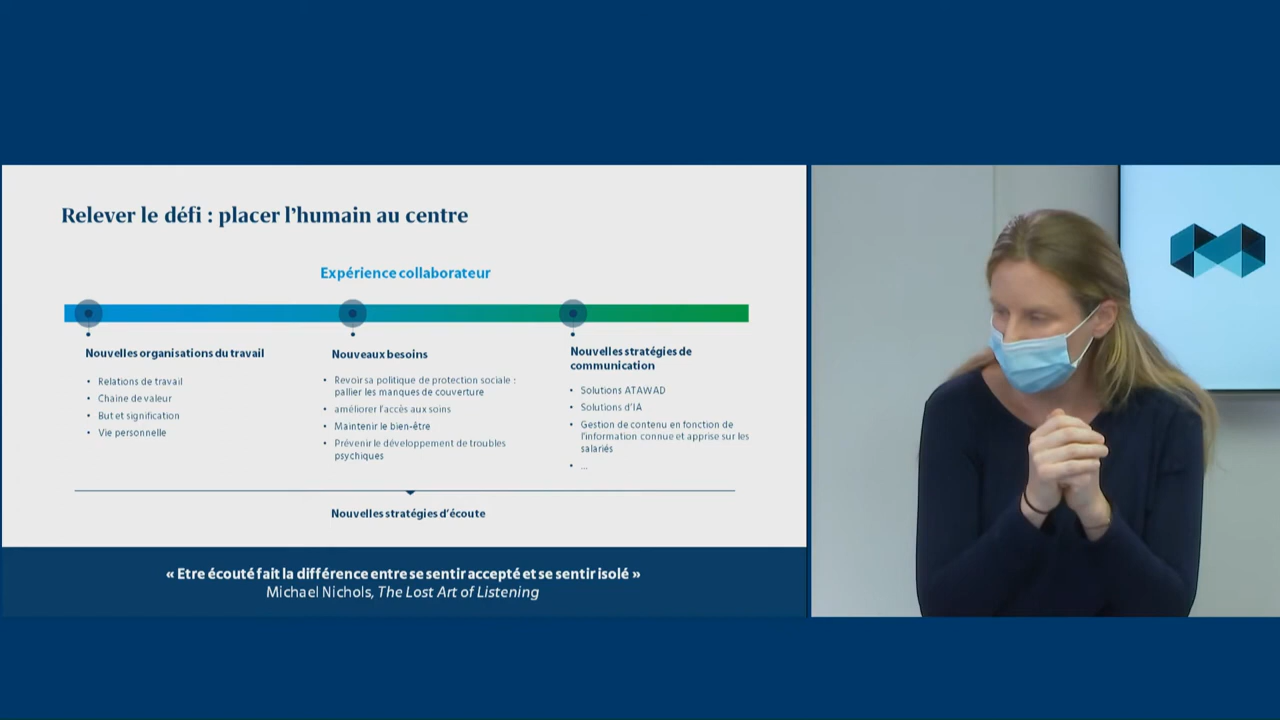 Relever le défi : placer l'humain au centre
Expérience collaborateur
Nouvelles organisations du travail
• Relations de travail
• Chaine de valeur
• But et signification
• Vie personnelle
Nouveaux besoins
• Revoir sa politique de protection sociale :
pallier les manques de couverture
• améliorer l'accès aux soins
• Maintenir le bien-être
• Prévenir le développement de troubles
psychiques
Nouvelles stratégies de
communication
• Solutions ATAWAD
• Solutions d'IA
• Gestion de contenu en fonction de
l'information connue et apprise sur les
salariés
• ...
Nouvelles stratégies d'écoute
« Etre écouté fait la différence entre se sentir accepté et se sentir isolé »
Michael Nichols, The Lost Art of Listening